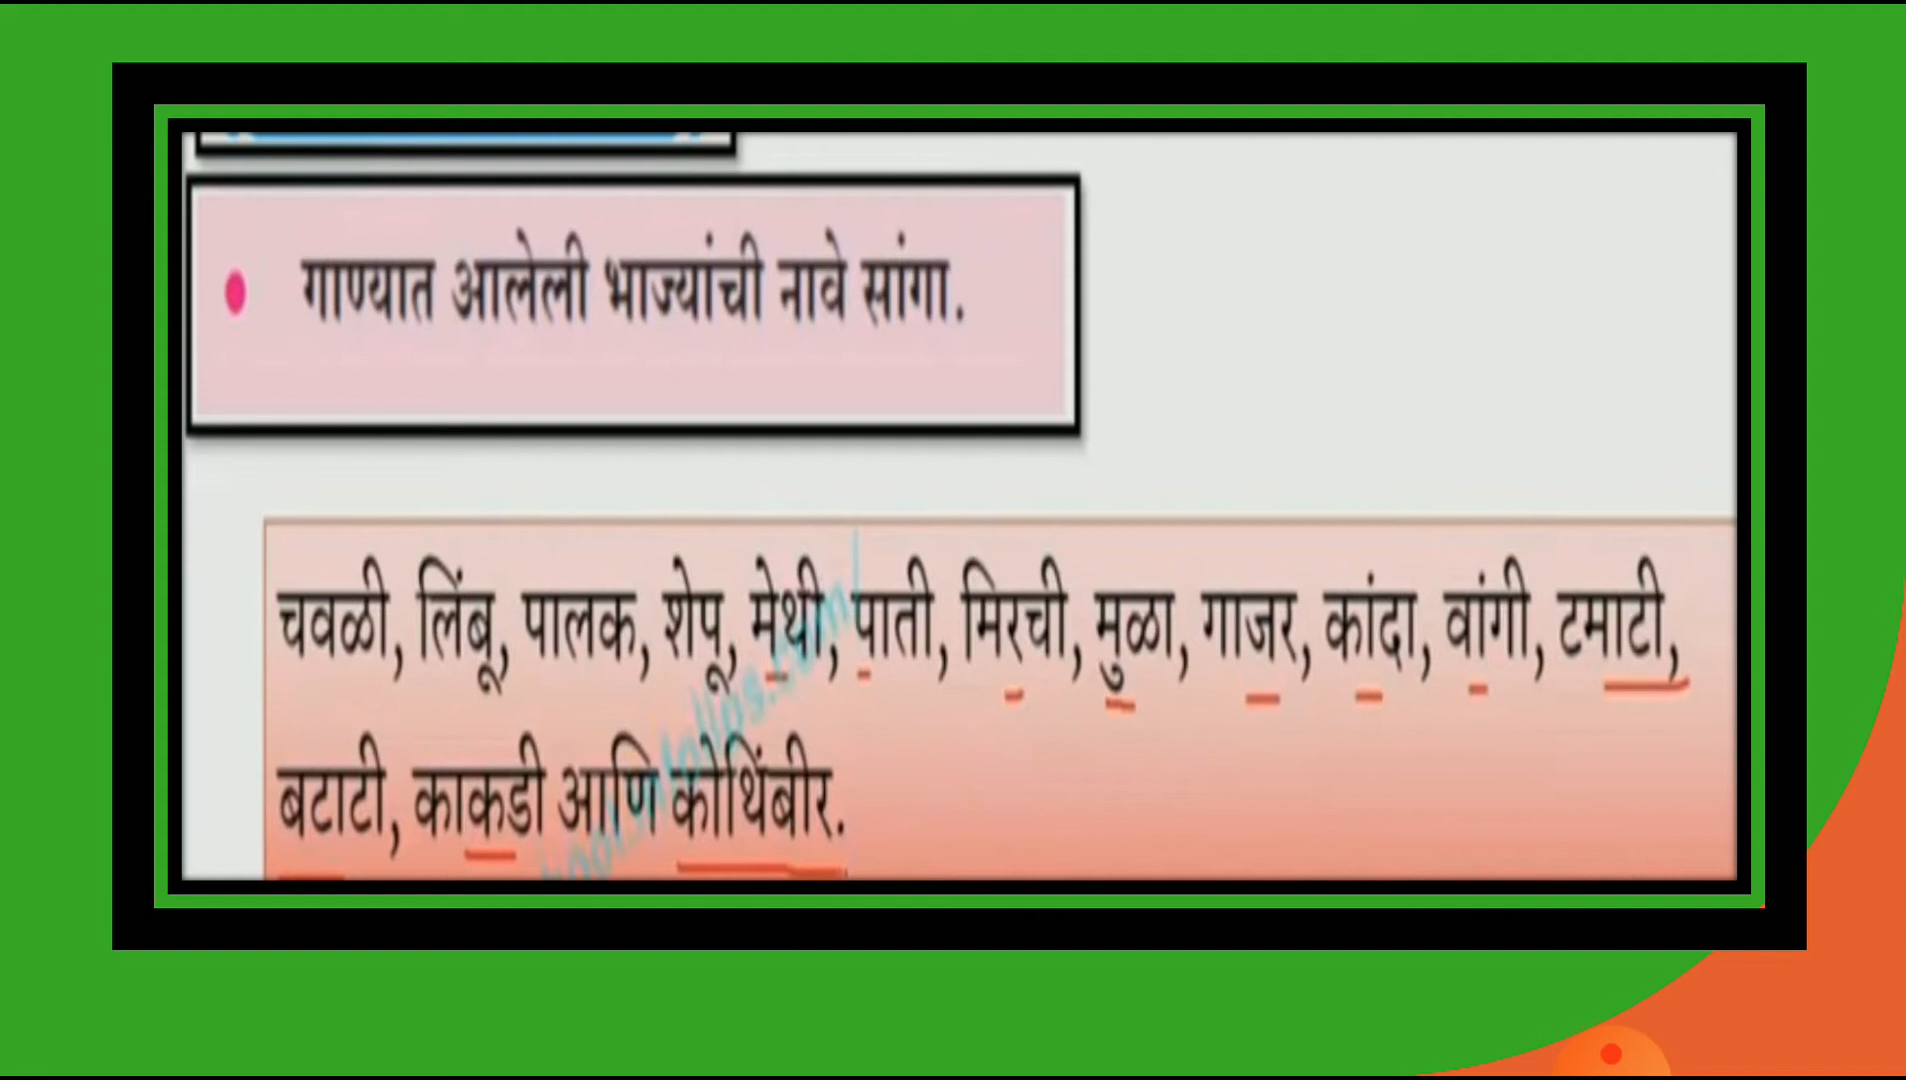 • गाण्यात आलेली भाज्यांची नावे सांगा.
चवळी, लिंबू, पालक, शेपू, मेथी, पाती, मिरची, मुळा, गाजर, कांदा, वांगी, टमाटी,
बटाटी, काकडी आणि कोथिंबीर.